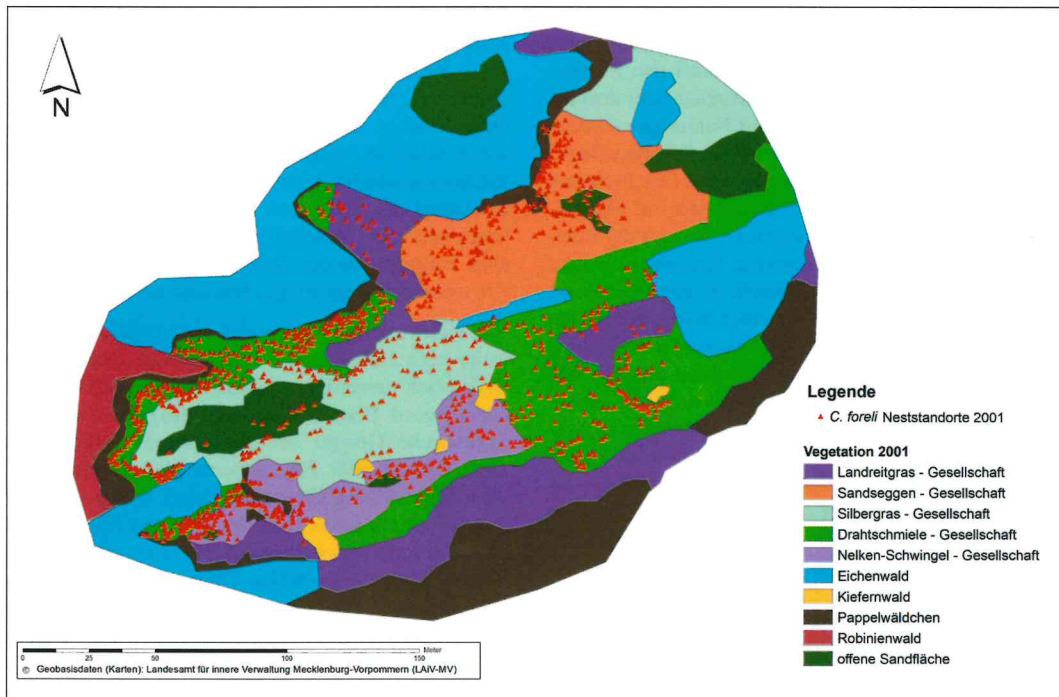 N
Legende
C. foreli Neststandorte 2001
Vegetation 2001
Landreitgras - Gesellschaft
Sandseggen - Gesellschaft
Silbergras - Gesellschaft
Drahtschmiele - Gesellschaft
Nelken-Schwingel - Gesellschaft
Eichenwald
Kiefernwald
Pappelwäldchen
Robinienwald
offene Sandfläche
Meter
0 25 50 100 150
© Geobasisdaten (Karten): Landesamt für innere Verwaltung Mecklenburg-Vorpommern (LAiV-MV)